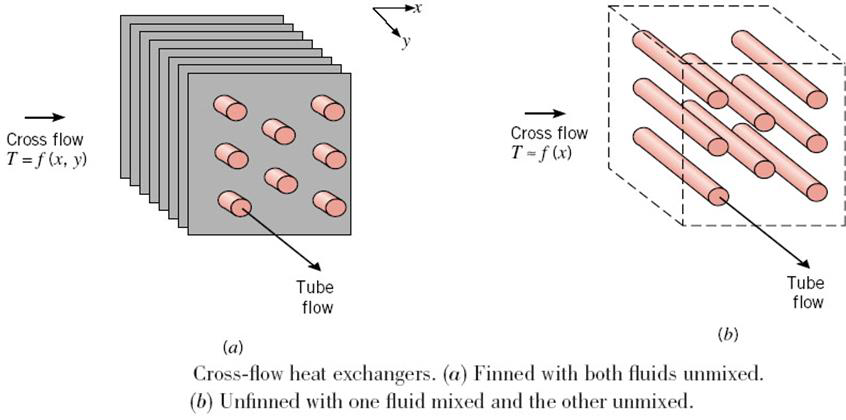 x
y
Cross flow
T = f (x, y)
Tube
flow
(a)
Cross flow
T ≈ f (x)
Tube
flow
(b)
Cross-flow heat exchangers. (a) Finned with both fluids unmixed.
(b) Unfinned with one fluid mixed and the other unmixed.